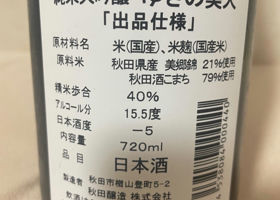 純米大吟醸 ゆきの美人
「出品仕様」
原材料名 米(国産)、米麹(国産米)
原料米 秋田県産 美郷錦 21%使用
秋田酒こまち 79%使用
精米歩合 40%
アルコール分 15.5度
日本酒度 -5
内容量 720ml
品目 日本酒
製造者 秋田市楢山登町5-2
秋田醸造 株式会社
4 538084 000440